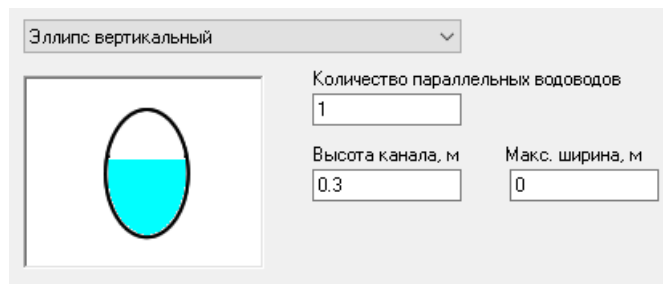 Эллипс вертикальный
Количество параллельных водоводов
1
Высота канала, м
Макс. ширина, м
0.3
0